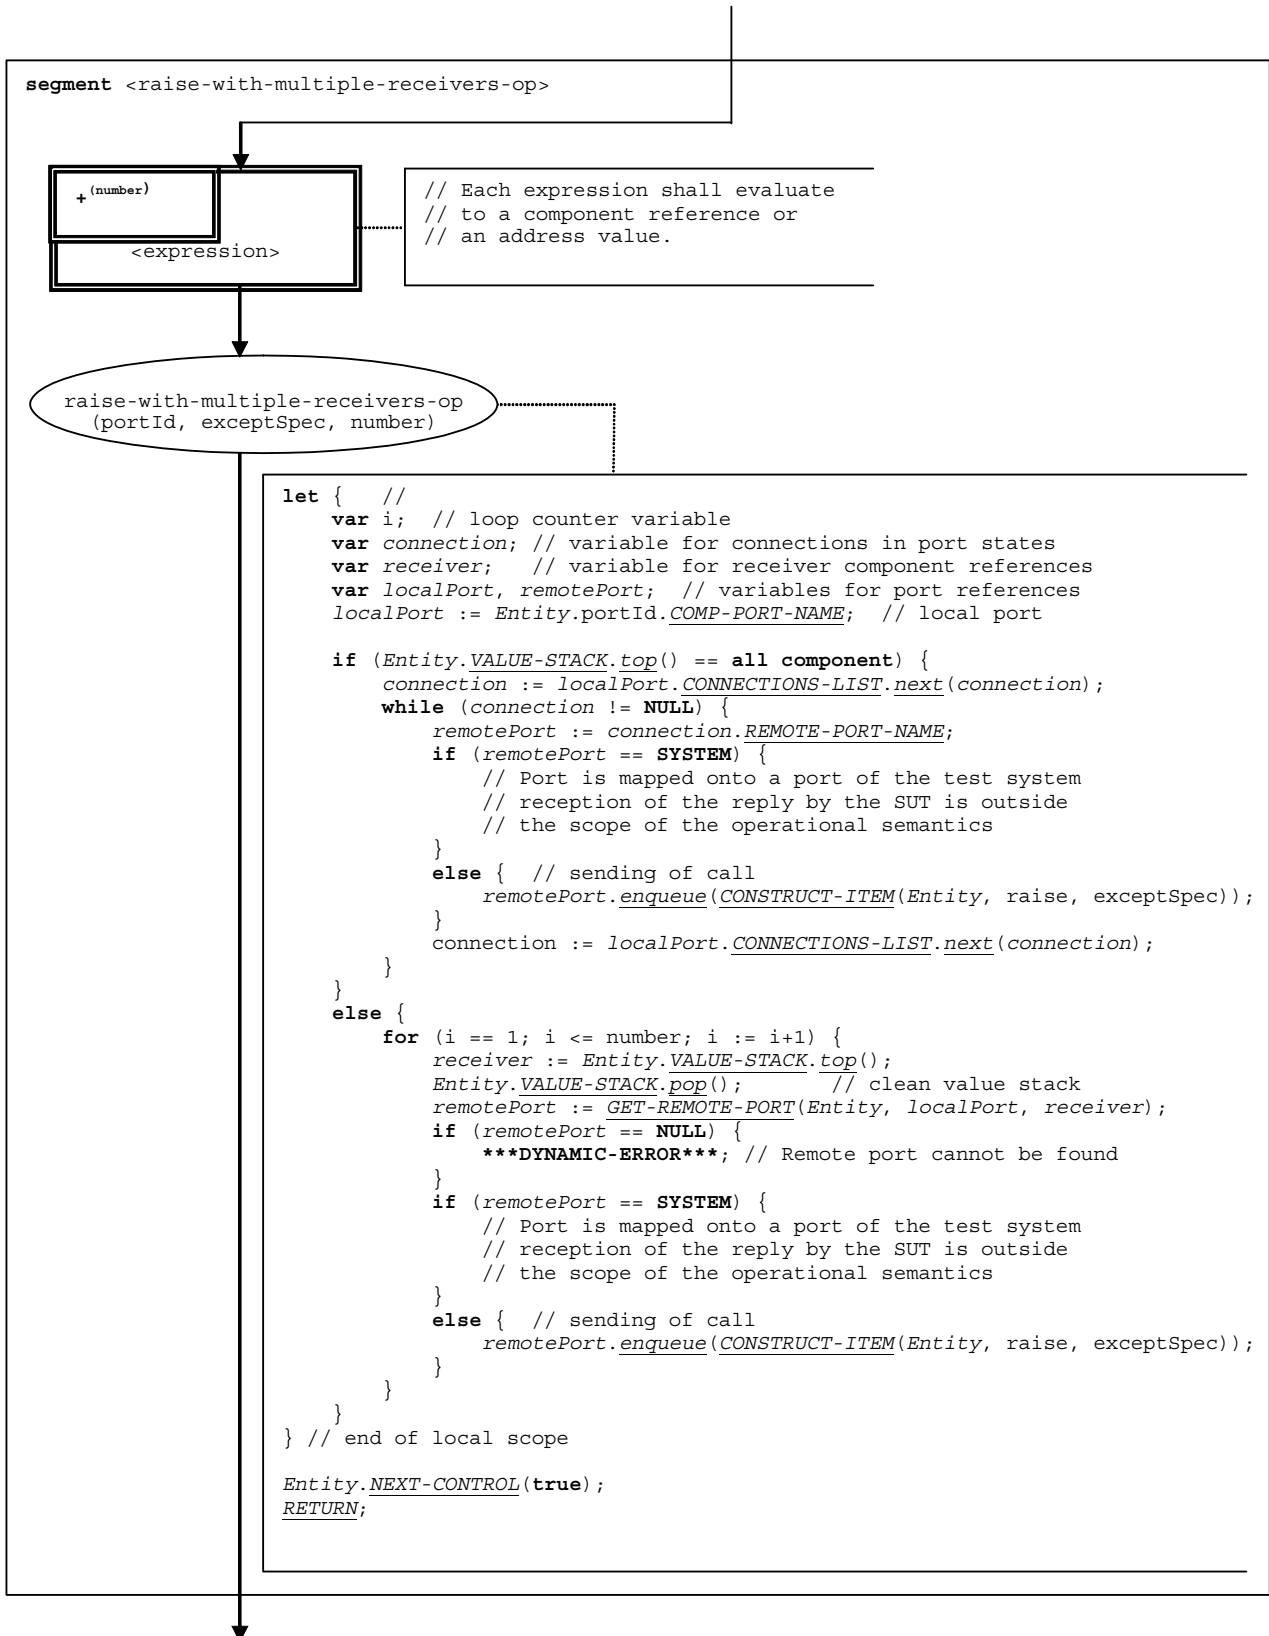 segment <raise-with-multiple-receivers-op>
+(number)
<expression>
// Each expression shall evaluate
// to a component reference or
// an address value.
raise-with-multiple-receivers-op
(portId, exceptSpec, number)
let {   //
    var i;  // loop counter variable
    var connection; // variable for connections in port states
    var receiver;   // variable for receiver component references
    var localPort, remotePort;  // variables for port references
    localPort := Entity.portId.COMP-PORT-NAME;  // local port
    if (Entity.VALUE-STACK.top() == all component) {
        connection := localPort.CONNECTIONS-LIST.next(connection);
        while (connection != NULL) {
            remotePort := connection.REMOTE-PORT-NAME;
            if (remotePort == SYSTEM) {
                // Port is mapped onto a port of the test system
                // reception of the reply by the SUT is outside
                // the scope of the operational semantics
            }
            else {  // sending of call
                remotePort.enqueue(CONSTRUCT-ITEM(Entity, raise, exceptSpec));
            }
            connection := localPort.CONNECTIONS-LIST.next(connection);
        }
    }
    else {
        for (i == 1; i <= number; i := i+1) {
            receiver := Entity.VALUE-STACK.top();
            Entity.VALUE-STACK.pop();        // clean value stack
            remotePort := GET-REMOTE-PORT(Entity, localPort, receiver);
            if (remotePort == NULL) {
                ***DYNAMIC-ERROR***; // Remote port cannot be found
            }
            if (remotePort == SYSTEM) {
                // Port is mapped onto a port of the test system
                // reception of the reply by the SUT is outside
                // the scope of the operational semantics
            }
            else {  // sending of call
                remotePort.enqueue(CONSTRUCT-ITEM(Entity, raise, exceptSpec));
            }
        }
    }
} // end of local scope
Entity.NEXT-CONTROL(true);
RETURN;